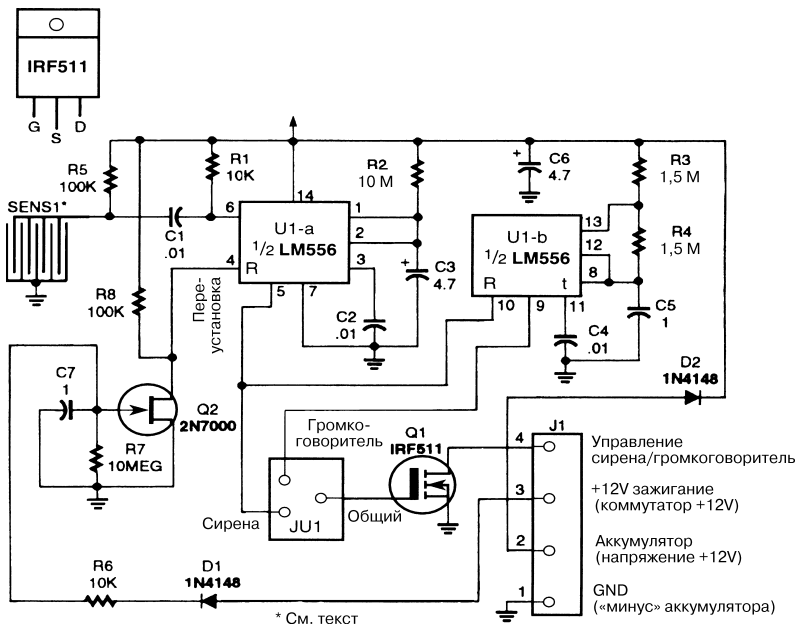 IRF511
G S D
R5
100K
R1
10K
R2
10 М
C6
4.7
+
R3
1,5 М
SENS1*
C1
.01
6
14
1
U1-a
1/2 LM556
2
3
4
R
5
7
13
U1-b
1/2 LM556
12
R
t
8
10
9
11
R4
1,5 М
+
C3
4.7
C5
1
R8
100K
Пере-
установка
C2
.01
C4
.01
D2
1N4148
C7
1
Q2
2N7000
R7
10MEG
Громко-
говоритель
Q1
IRF511
J1
4
Управление
сирена/громкоговоритель
3
+12V зажигание
(коммутатор +12V)
Сирена
JU1
Общий
2
Аккумулятор
(напряжение +12V)
R6
10K
D1
1N4148
1
GND
(«минус» аккумулятора)
* См. текст